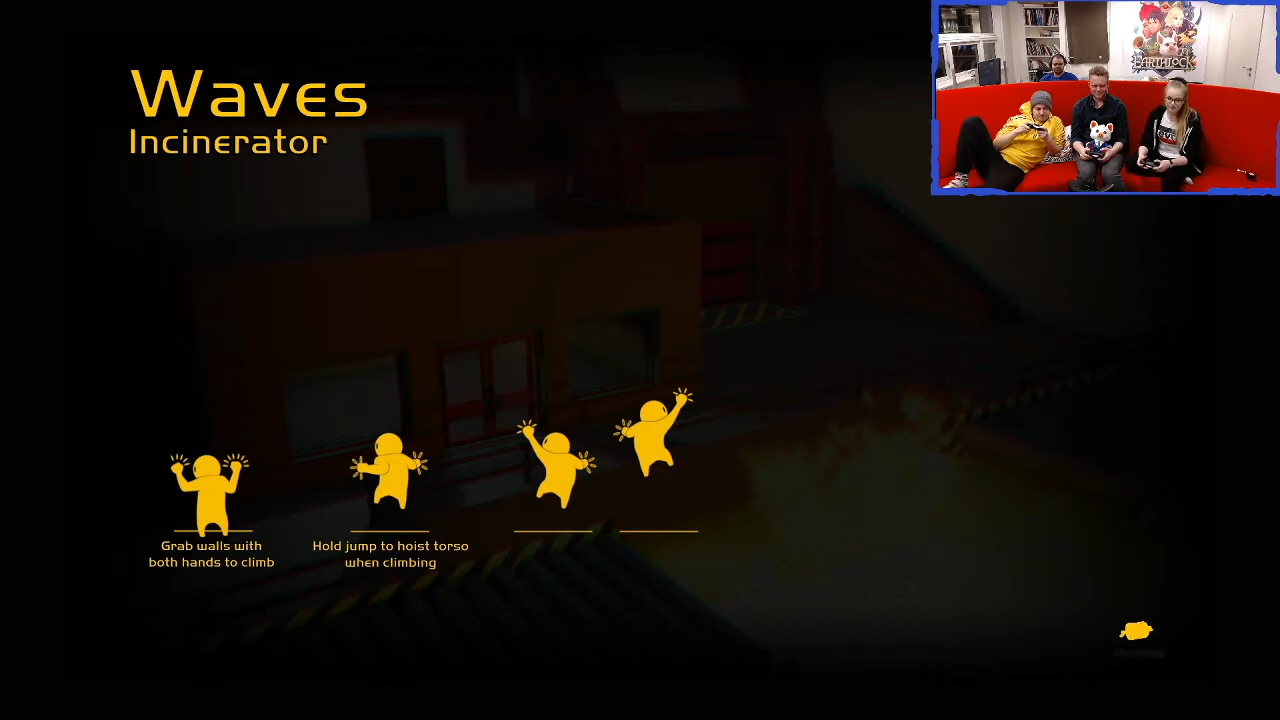 Waves
Incinerator
EARTHLOCK
Grab walls with
both hands to climb
Hold jump to hoist torso
when climbing